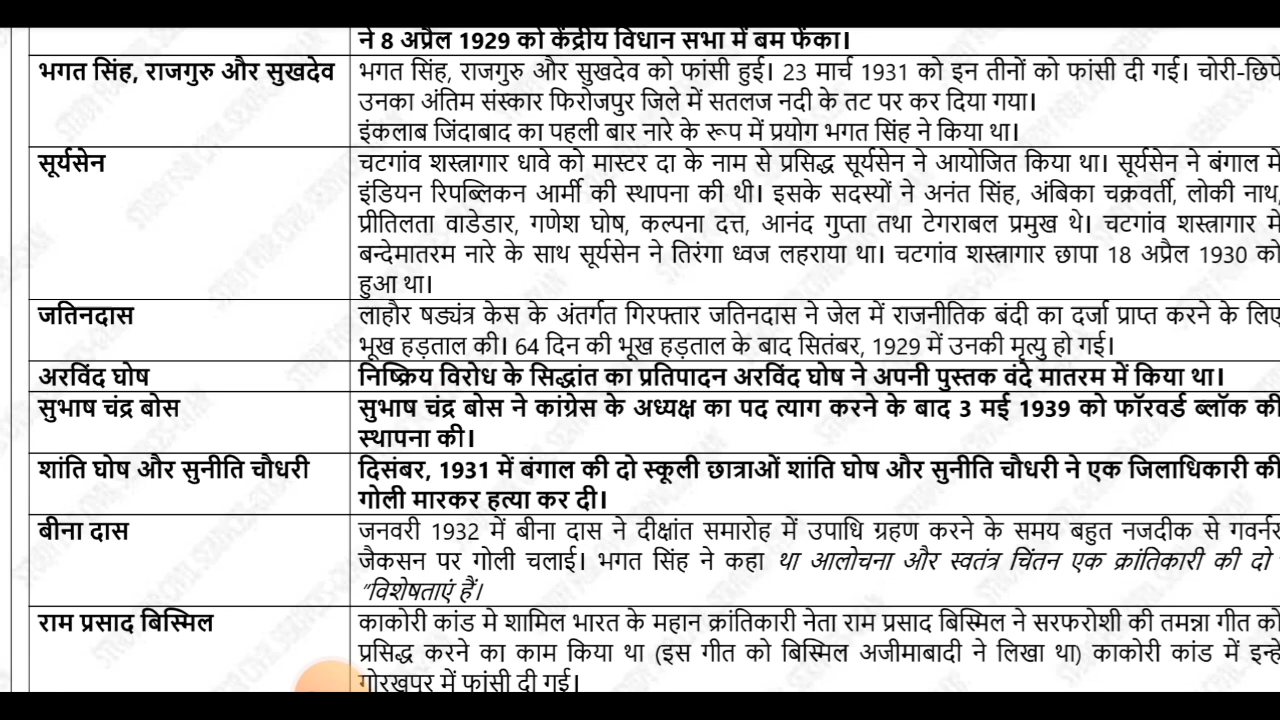 ने 8 अप्रैल 1929 को केंद्रीय विधान सभा में बम फेंका।
भगत सिंह, राजगुरु और सुखदेव
भगत सिंह, राजगुरु और सुखदेव को फांसी हुई। 23 मार्च 1931 को इन तीनों को फांसी दी गई। चोरी-छिपे
उनका अंतिम संस्कार फिरोजपुर जिले में सतलज नदी के तट पर कर दिया गया।
इंकलाब जिंदाबाद का पहली बार नारे के रूप में प्रयोग भगत सिंह ने किया था।
सूर्यसेन
चटगांव शस्त्रागार धावे को मास्टर दा के नाम से प्रसिद्ध सूर्यसेन ने आयोजित किया था। सूर्यसेन ने बंगाल में
इंडियन रिपब्लिकन आर्मी की स्थापना की थी। इसके सदस्यों ने अनंत सिंह, अंबिका चक्रवर्ती, लोकी नाथ,
प्रीतिलता वाडेडार, गणेश घोष, कल्पना दत्त, आनंद गुप्ता तथा टेगराबल प्रमुख थे। चटगांव शस्त्रागार में
बन्देमातरम नारे के साथ सूर्यसेन ने तिरंगा ध्वज लहराया था। चटगांव शस्त्रागार छापा 18 अप्रैल 1930 को
हुआ था।
जतिनदास
लाहौर षड्यंत्र केस के अंतर्गत गिरफ्तार जतिनदास ने जेल में राजनीतिक बंदी का दर्जा प्राप्त करने के लिए
भूख हड़ताल की। 64 दिन की भूख हड़ताल के बाद सितंबर, 1929 में उनकी मृत्यु हो गई।
अरविंद घोष
निष्क्रिय विरोध के सिद्धांत का प्रतिपादन अरविंद घोष ने अपनी पुस्तक वंदे मातरम में किया था।
सुभाष चंद्र बोस
सुभाष चंद्र बोस ने कांग्रेस के अध्यक्ष का पद त्याग करने के बाद 3 मई 1939 को फॉरवर्ड ब्लॉक की
स्थापना की।
शांति घोष और सुनीति चौधरी
दिसंबर, 1931 में बंगाल की दो स्कूली छात्राओं शांति घोष और सुनीति चौधरी ने एक जिलाधिकारी की
गोली मारकर हत्या कर दी।
बीना दास
जनवरी 1932 में बीना दास ने दीक्षांत समारोह में उपाधि ग्रहण करने के समय बहुत नजदीक से गवर्नर
जैकसन पर गोली चलाई। भगत सिंह ने कहा था आलोचना और स्वतंत्र चिंतन एक क्रांतिकारी की दो
"विशेषताएं हैं।
राम प्रसाद बिस्मिल
काकोरी कांड मे शामिल भारत के महान क्रांतिकारी नेता राम प्रसाद बिस्मिल ने सरफरोशी की तमन्ना गीत को
प्रसिद्ध करने का काम किया था (इस गीत को बिस्मिल अजीमाबादी ने लिखा था) काकोरी कांड में इन्हे
गोरखपुर में फांसी दी गई।